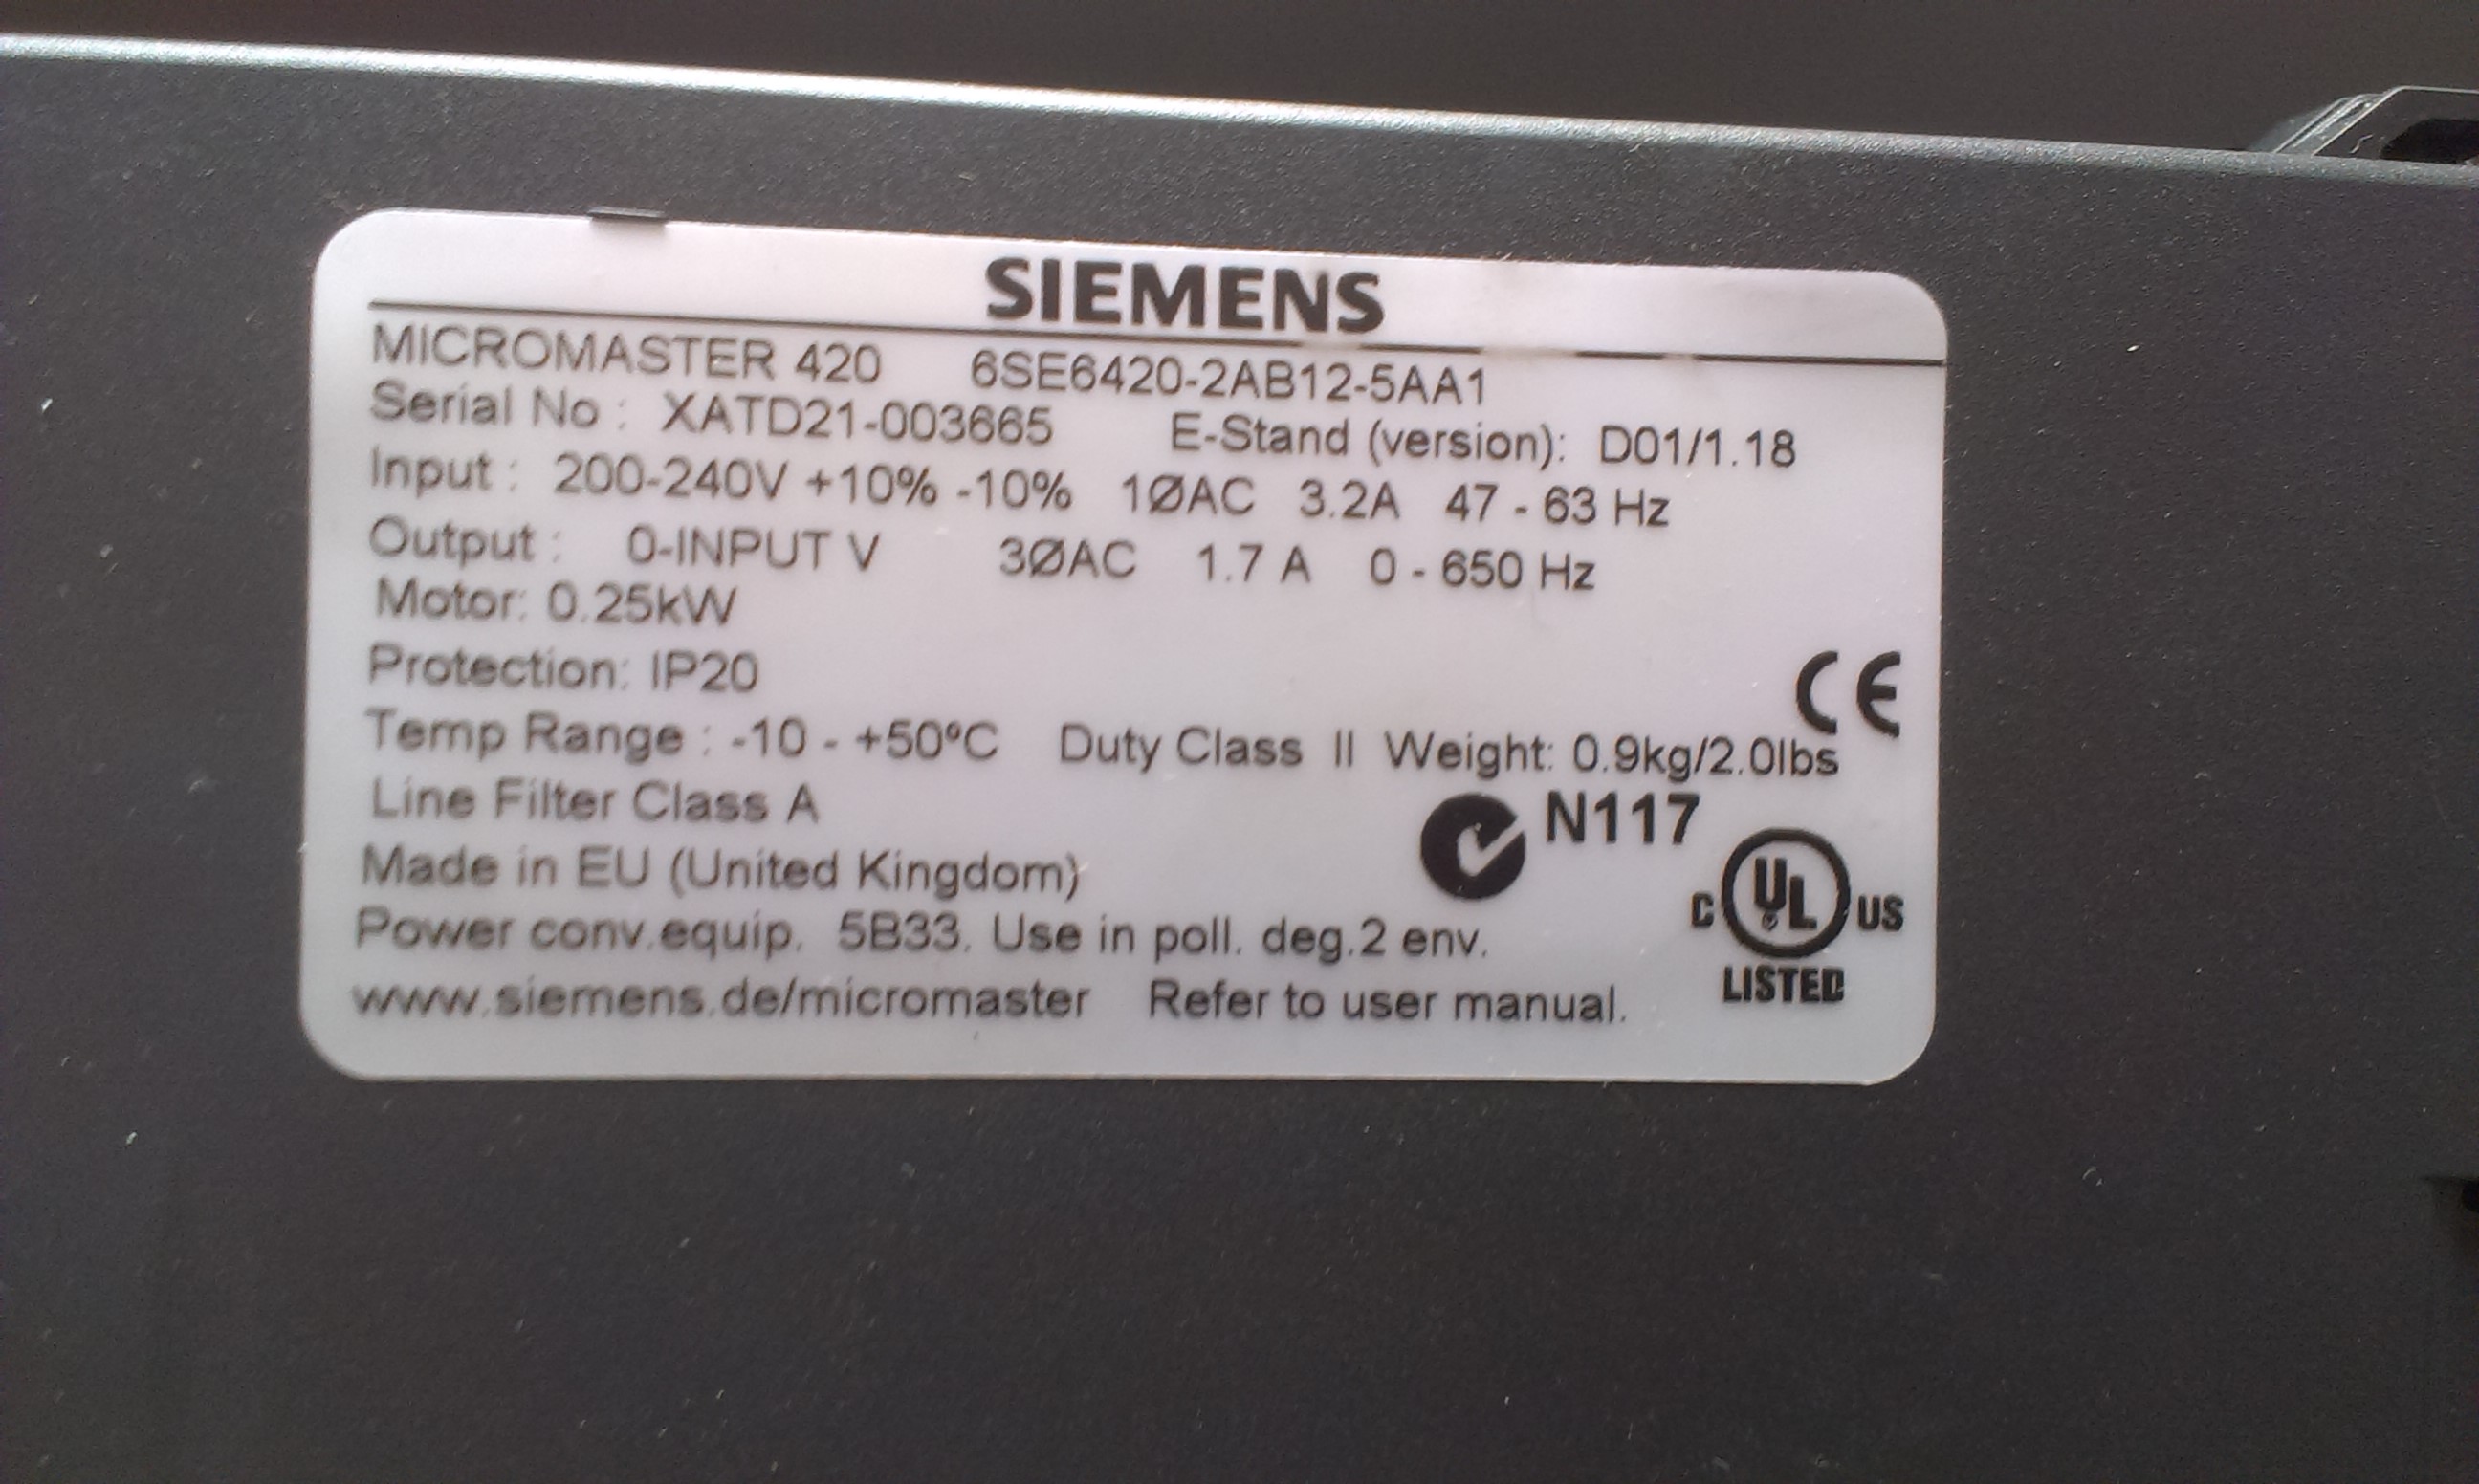 SIEMENS
MICROMASTER 420 6SE6420-2AB12-5AA1
Serial No : XATD21-003665 E-Stand (version): D01/1.18
Input : 200-240V +10% -10% 1ØAC 3.2A 47 - 63 Hz
Output : 0-INPUT V 3ØAC 1.7 A 0 - 650 Hz
Motor: 0.25kW
Protection: IP20
CE
Temp Range : -10 - +50ºC Duty Class II Weight: 0.9kg/2.0lbs
Line Filter Class A
N117
Made in EU (United Kingdom)
C UL® US
Power conv.equip. 5B33. Use in poll. deg.2 env.
LISTED
www.siemens.de/micromaster Refer to user manual.